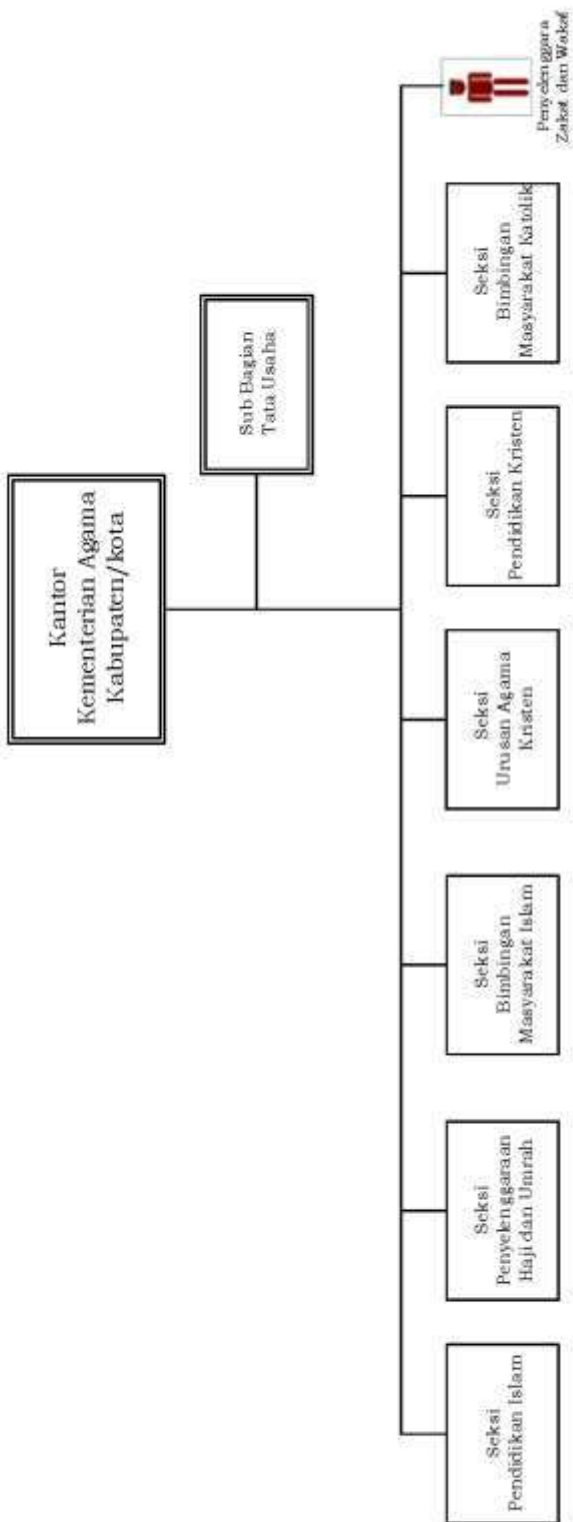 Kantor
Kementerian Agama
Kabupaten/kota
Sub Bagian
Tata Usaha
Seksi
Pendidikan Islam
Seksi
Penyelenggaraan
Haji dan Umrah
Seksi
Bimbingan
Masyarakat Islam
Seksi
Urusan Agama
Kristen
Seksi
Pendidikan Kristen
Seksi
Bimbingan
Masyarakat Katolik
Penyelenggara
Zakat dan Wakaf